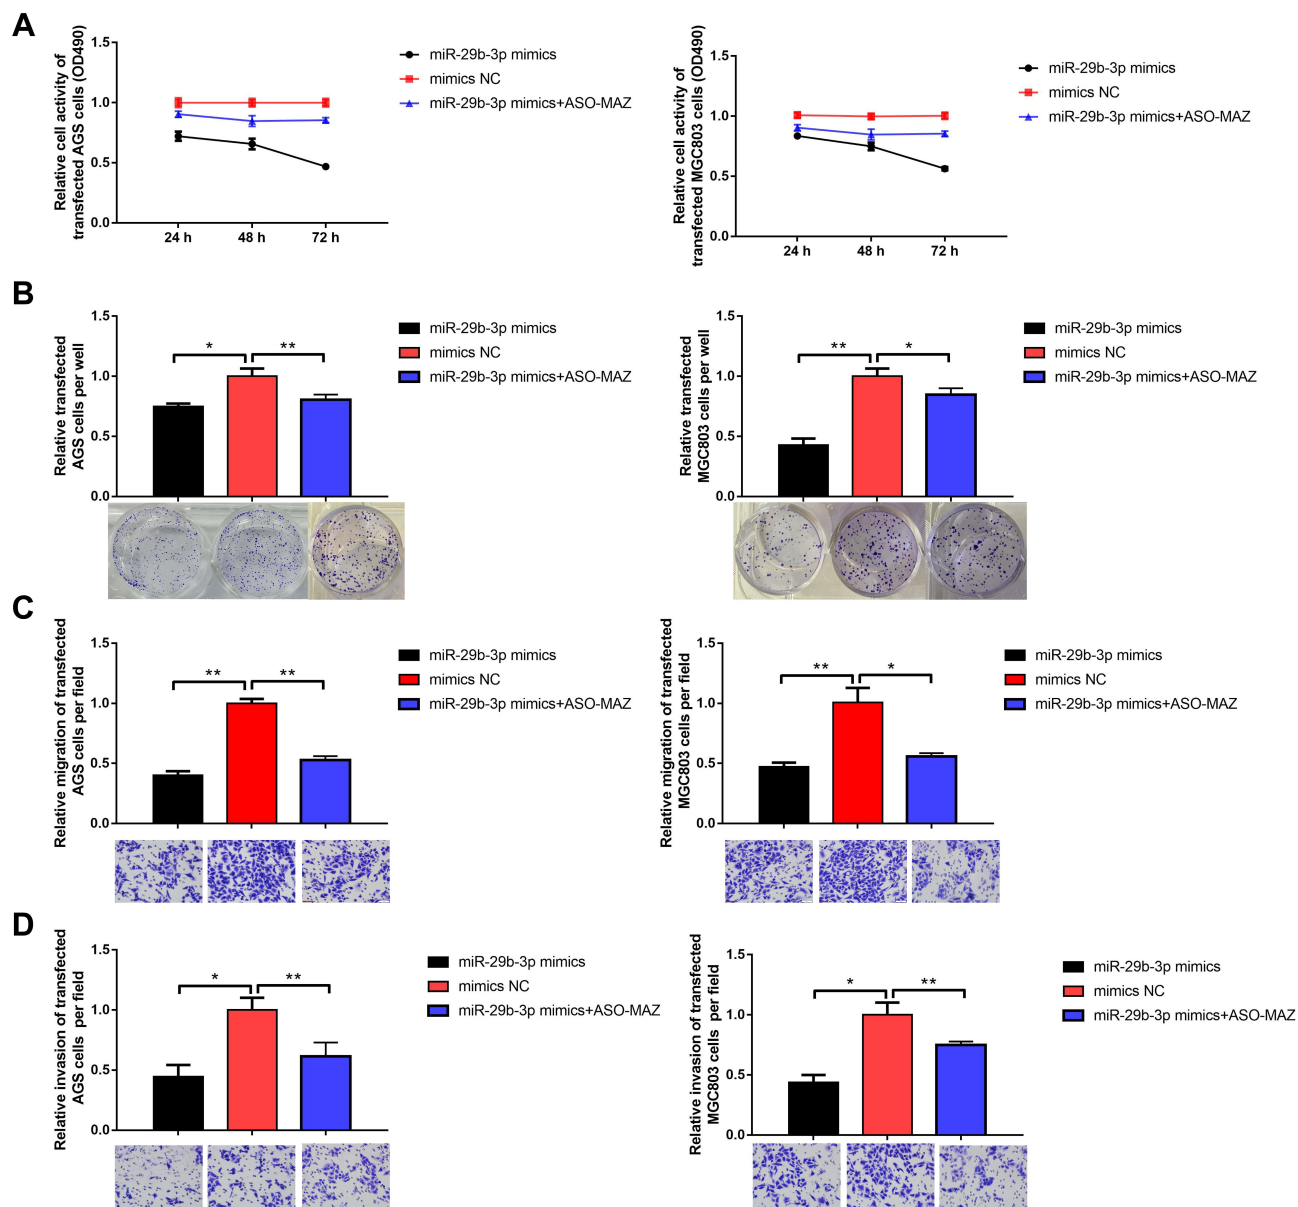 A
Relative cell activity of
transfected AGS cells (OD490)
1.5
1.0
0.5
0.0
24 h 48 h 72 h
miR-29b-3p mimics
mimics NC
miR-29b-3p mimics+ASO-MAZ
Relative cell activity of
transfected MGC803 cells (OD490)
1.5
1.0
0.5
0.0
24 h 48 h 72 h
miR-29b-3p mimics
mimics NC
miR-29b-3p mimics+ASO-MAZ
B
Relative transfected
AGS cells per well
1.5
1.0
0.5
0.0
* **
miR-29b-3p mimics
mimics NC
miR-29b-3p mimics+ASO-MAZ
Relative transfected
MGC803 cells per well
1.5
1.0
0.5
0.0
** *
miR-29b-3p mimics
mimics NC
miR-29b-3p mimics+ASO-MAZ
C
Relative migration of transfected
AGS cells per field
1.5
1.0
0.5
0.0
** **
miR-29b-3p mimics
mimics NC
miR-29b-3p mimics+ASO-MAZ
Relative migration of transfected
MGC803 cells per field
1.5
1.0
0.5
0.0
** *
miR-29b-3p mimics
mimics NC
miR-29b-3p mimics+ASO-MAZ
D
Relative invasion of transfected
AGS cells per field
1.5
1.0
0.5
0.0
* **
miR-29b-3p mimics
mimics NC
miR-29b-3p mimics+ASO-MAZ
Relative invasion of transfected
MGC803 cells per field
1.5
1.0
0.5
0.0
* **
miR-29b-3p mimics
mimics NC
miR-29b-3p mimics+ASO-MAZ